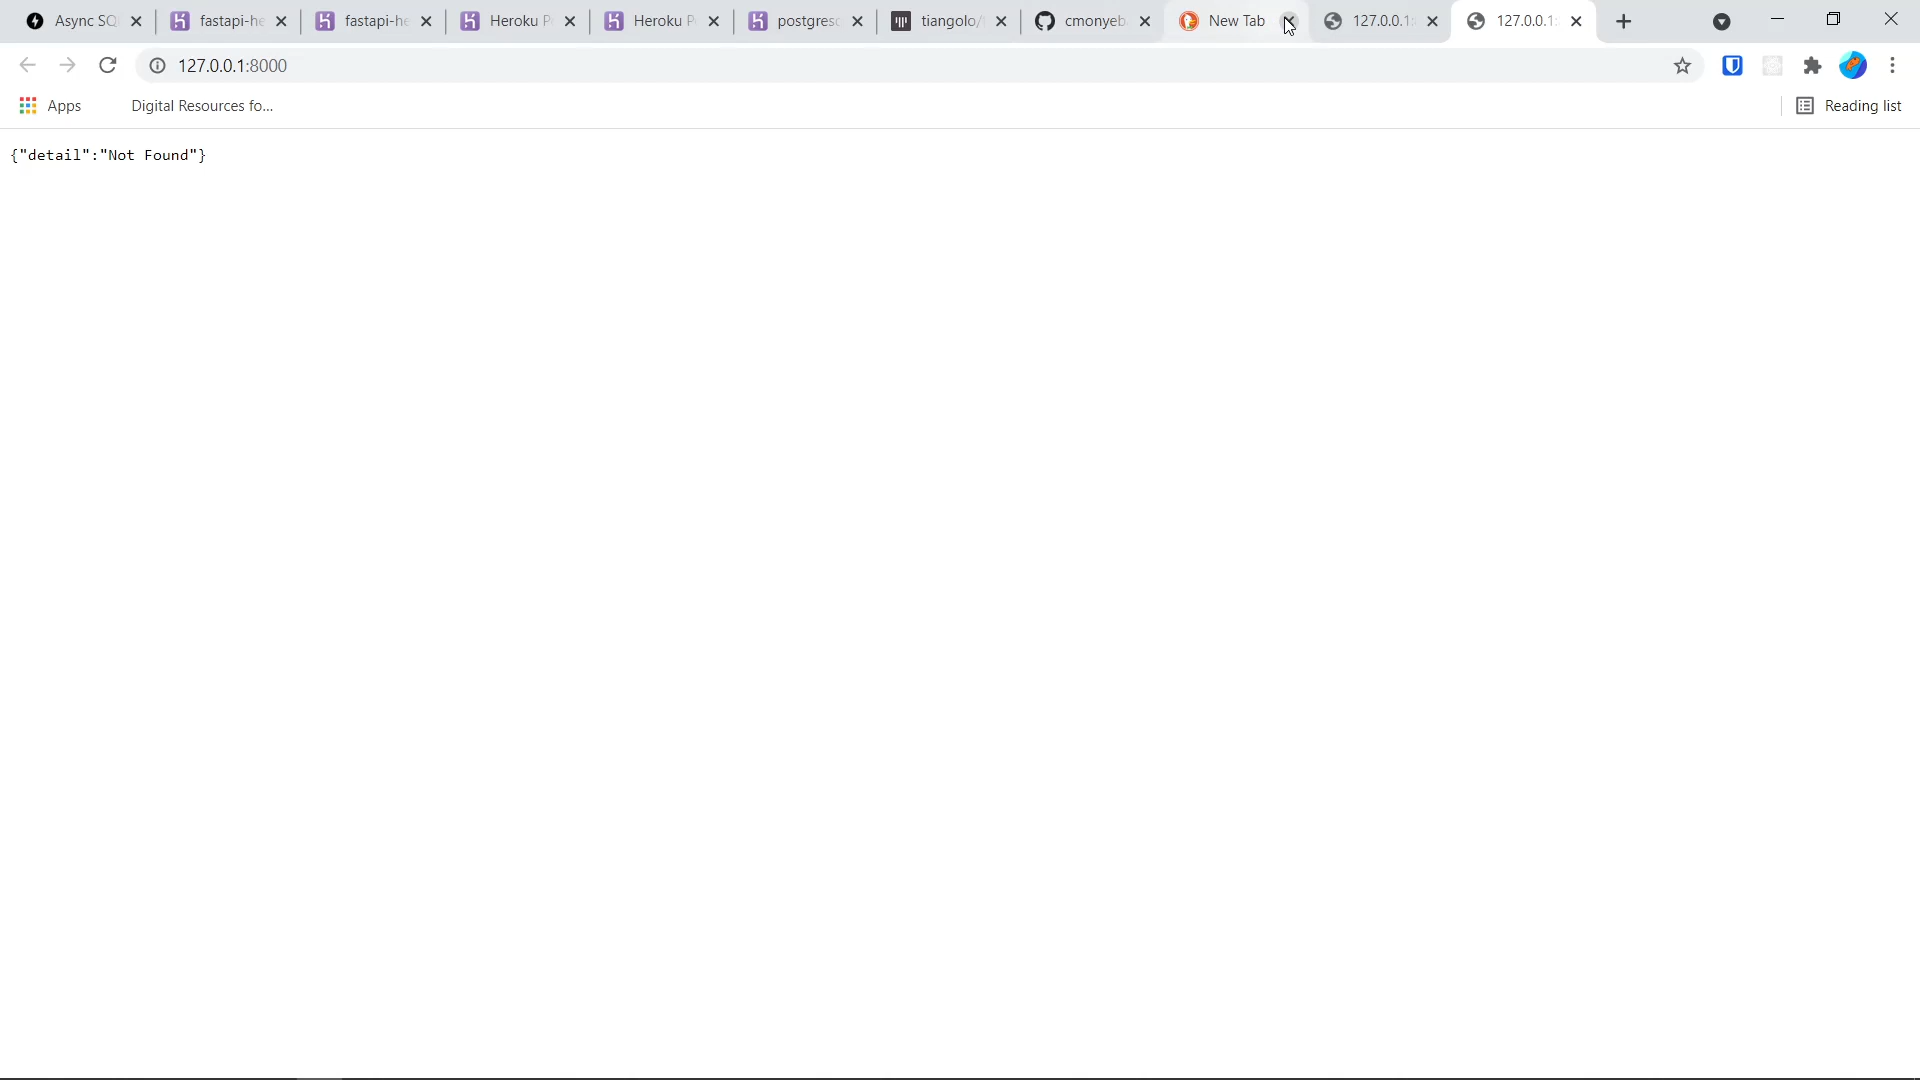 Async SQ fastapi-he fastapi-he Heroku P Heroku P postgresc tiangolo/ cmonyeb New Tab 127.0.0.1: 127.0.0.1:
127.0.0.1:8000
Apps Digital Resources fo... Reading list
{"detail":"Not Found"}